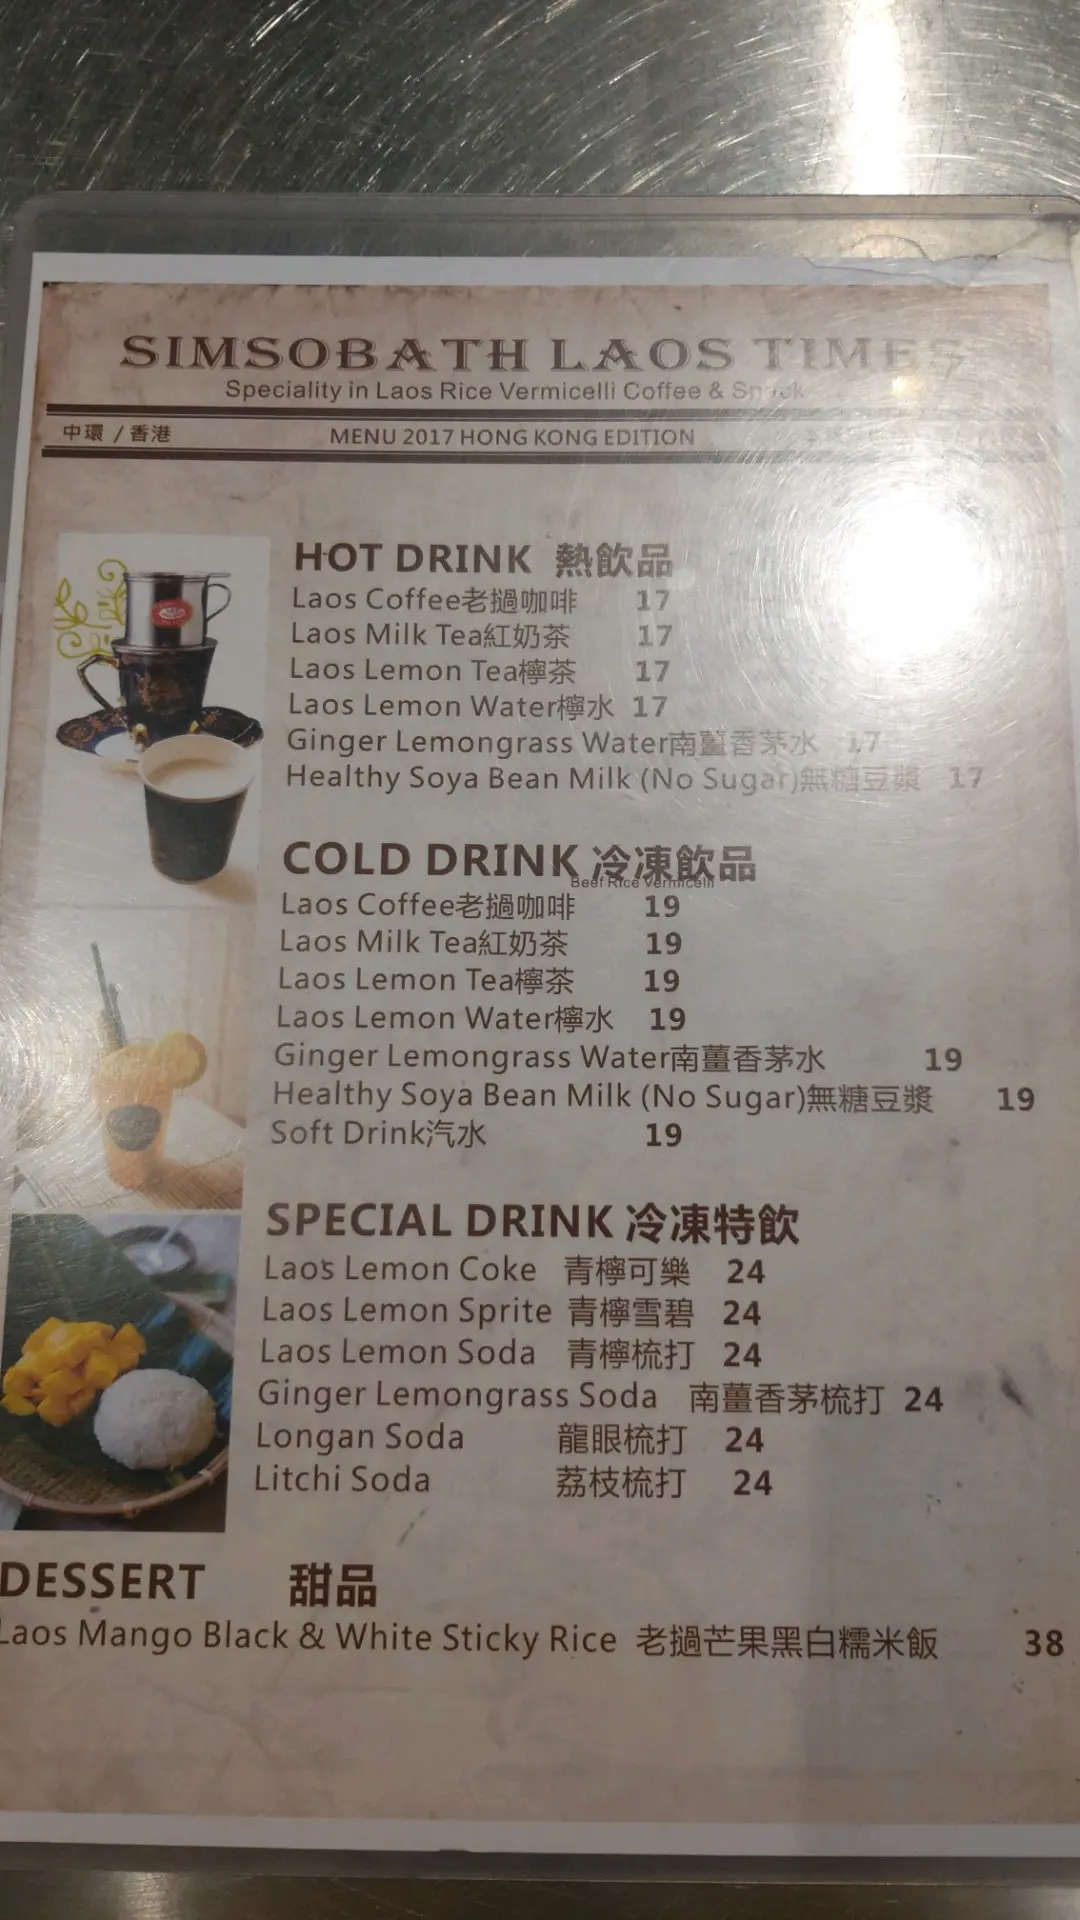 SIMSOBATH LAOS TIMES
Speciality in Laos Rice Vermicelli Coffee & Snack
中環 / 香港 MENU 2017 HONG KONG EDITION
HOT DRINK 熱飲品
Laos Coffee老撾咖啡 17
Laos Milk Tea紅奶茶 17
Laos Lemon Tea檸茶 17
Laos Lemon Water檸水 17
Ginger Lemongrass Water南薑香茅水 17
Healthy Soya Bean Milk (No Sugar)無糖豆漿 17
COLD DRINK 冷凍飲品
Beef Rice Vermicelli
Laos Coffee老撾咖啡 19
Laos Milk Tea紅奶茶 19
Laos Lemon Tea檸茶 19
Laos Lemon Water檸水 19
Ginger Lemongrass Water南薑香茅水 19
Healthy Soya Bean Milk (No Sugar)無糖豆漿 19
Soft Drink汽水 19
SPECIAL DRINK 冷凍特飲
Laos Lemon Coke 青檸可樂 24
Laos Lemon Sprite 青檸雪碧 24
Laos Lemon Soda 青檸梳打 24
Ginger Lemongrass Soda 南薑香茅梳打 24
Longan Soda 龍眼梳打 24
Litchi Soda 荔枝梳打 24
DESSERT 甜品
Laos Mango Black & White Sticky Rice 老撾芒果黑白糯米飯 38